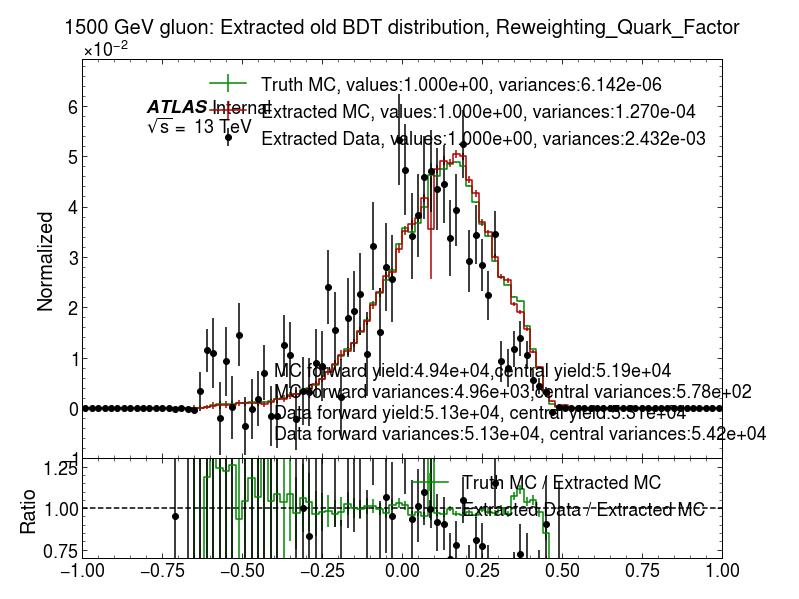 1500 GeV gluon: Extracted old BDT distribution, Reweighting_Quark_Factor
×10⁻²
Truth MC, values:1.000e+00, variances:6.142e-06
ATLAS Internal
Extracted MC, values:1.000e+00, variances:1.270e-04
√s = 13 TeV
Extracted Data, values:1.000e+00, variances:2.432e-03
Normalized
6
5
4
3
2
1
0
MC forward yield:4.94e+04,central yield:5.19e+04
MC forward variances:4.96e+03,central variances:5.78e+02
Data forward yield:5.13e+04, central yield:5.31e+04
Data forward variances:5.13e+04, central variances:5.42e+04
1
Ratio
1.25
1.00
0.75
Truth MC / Extracted MC
Extracted Data / Extracted MC
−1.00 −0.75 −0.50 −0.25 0.00 0.25 0.50 0.75 1.00